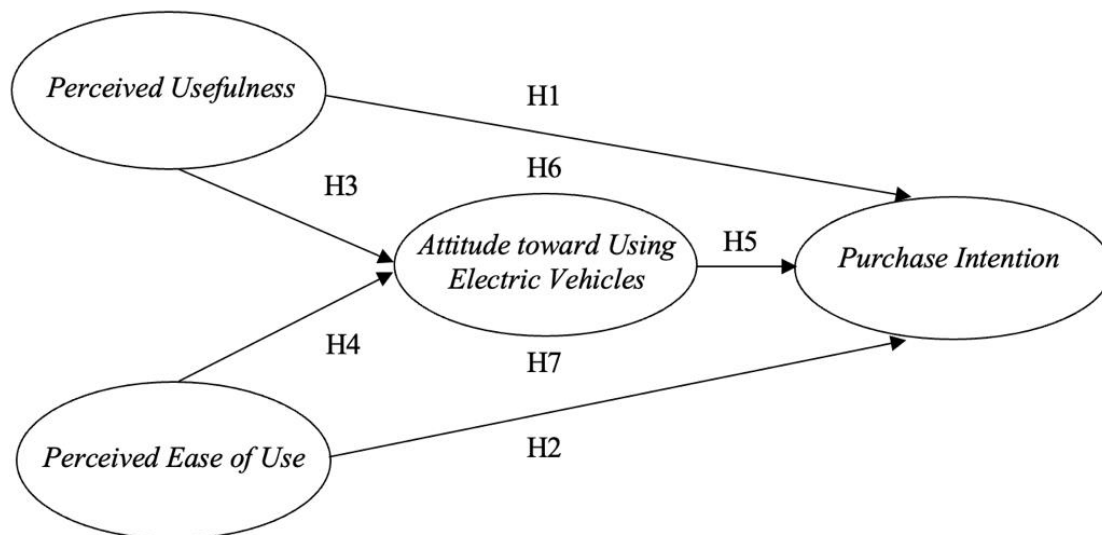 Perceived Usefulness
H1
H6
H3
Attitude toward Using
Electric Vehicles
H5
Purchase Intention
H4
H7
Perceived Ease of Use
H2